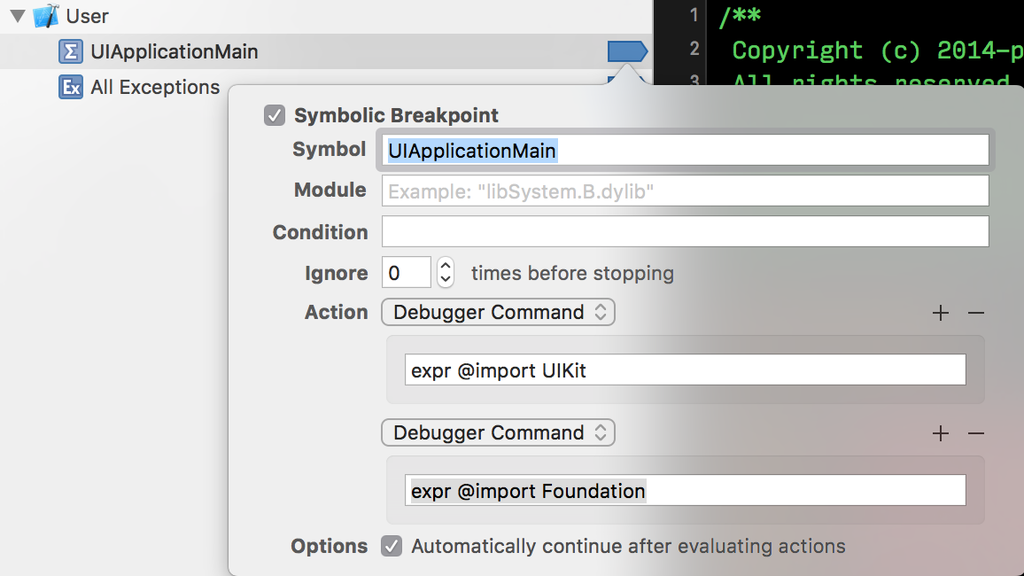 User
UIApplicationMain
All Exceptions
1 /**
2 Copyright (c) 2014-p
3 All rights reserved
Symbolic Breakpoint
Symbol UIApplicationMain
Module Example: "libSystem.B.dylib"
Condition
Ignore 0 times before stopping
Action Debugger Command
expr @import UIKit
Debugger Command
expr @import Foundation
Options Automatically continue after evaluating actions